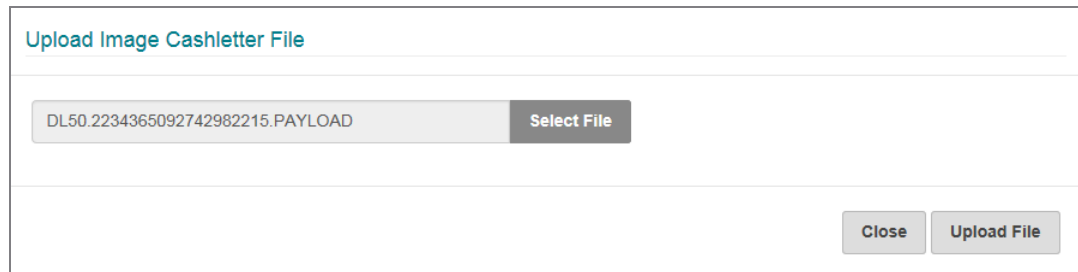 Upload Image Cashletter File
DL50.2234365092742982215.PAYLOAD
Select File
Close
Upload File